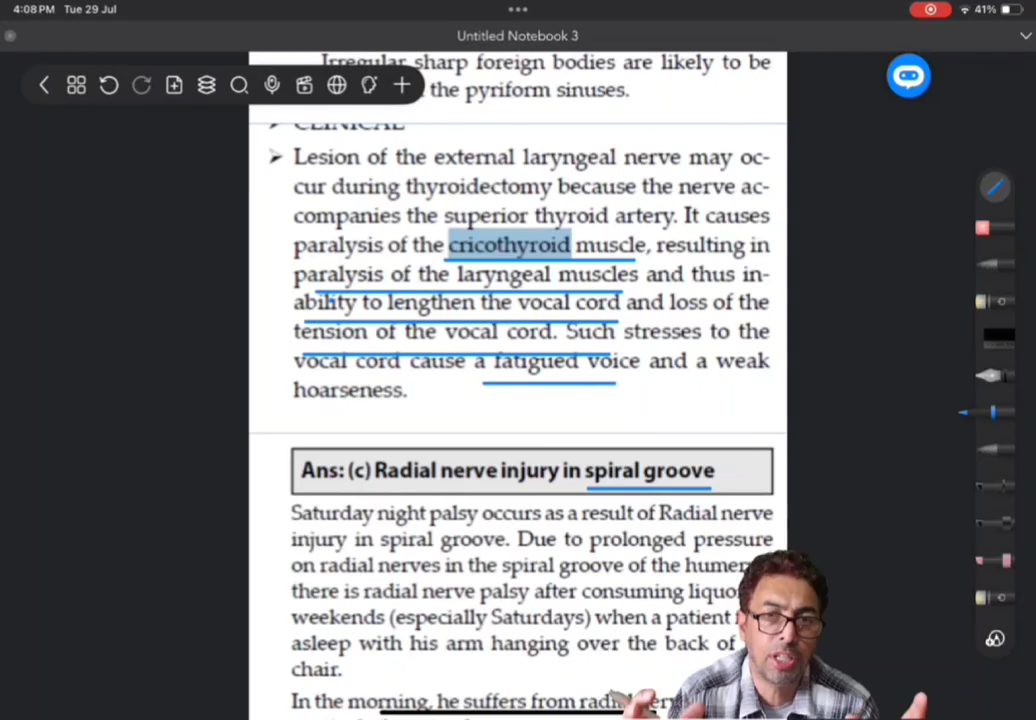 4:08 PM Tue 29 Jul
41%
Untitled Notebook 3
Irregular sharp foreign bodies are likely to be
the pyriform sinuses.
CLINICAL
➤ Lesion of the external laryngeal nerve may oc-
cur during thyroidectomy because the nerve ac-
companies the superior thyroid artery. It causes
paralysis of the cricothyroid muscle, resulting in
paralysis of the laryngeal muscles and thus in-
ability to lengthen the vocal cord and loss of the
tension of the vocal cord. Such stresses to the
vocal cord cause a fatigued voice and a weak
hoarseness.
Ans: (c) Radial nerve injury in spiral groove
Saturday night palsy occurs as a result of Radial nerve
injury in spiral groove. Due to prolonged pressure
on radial nerves in the spiral groove of the humer
there is radial nerve palsy after consuming liquo
weekends (especially Saturdays) when a patient
asleep with his arm hanging over the back of
chair.
In the morning, he suffers from